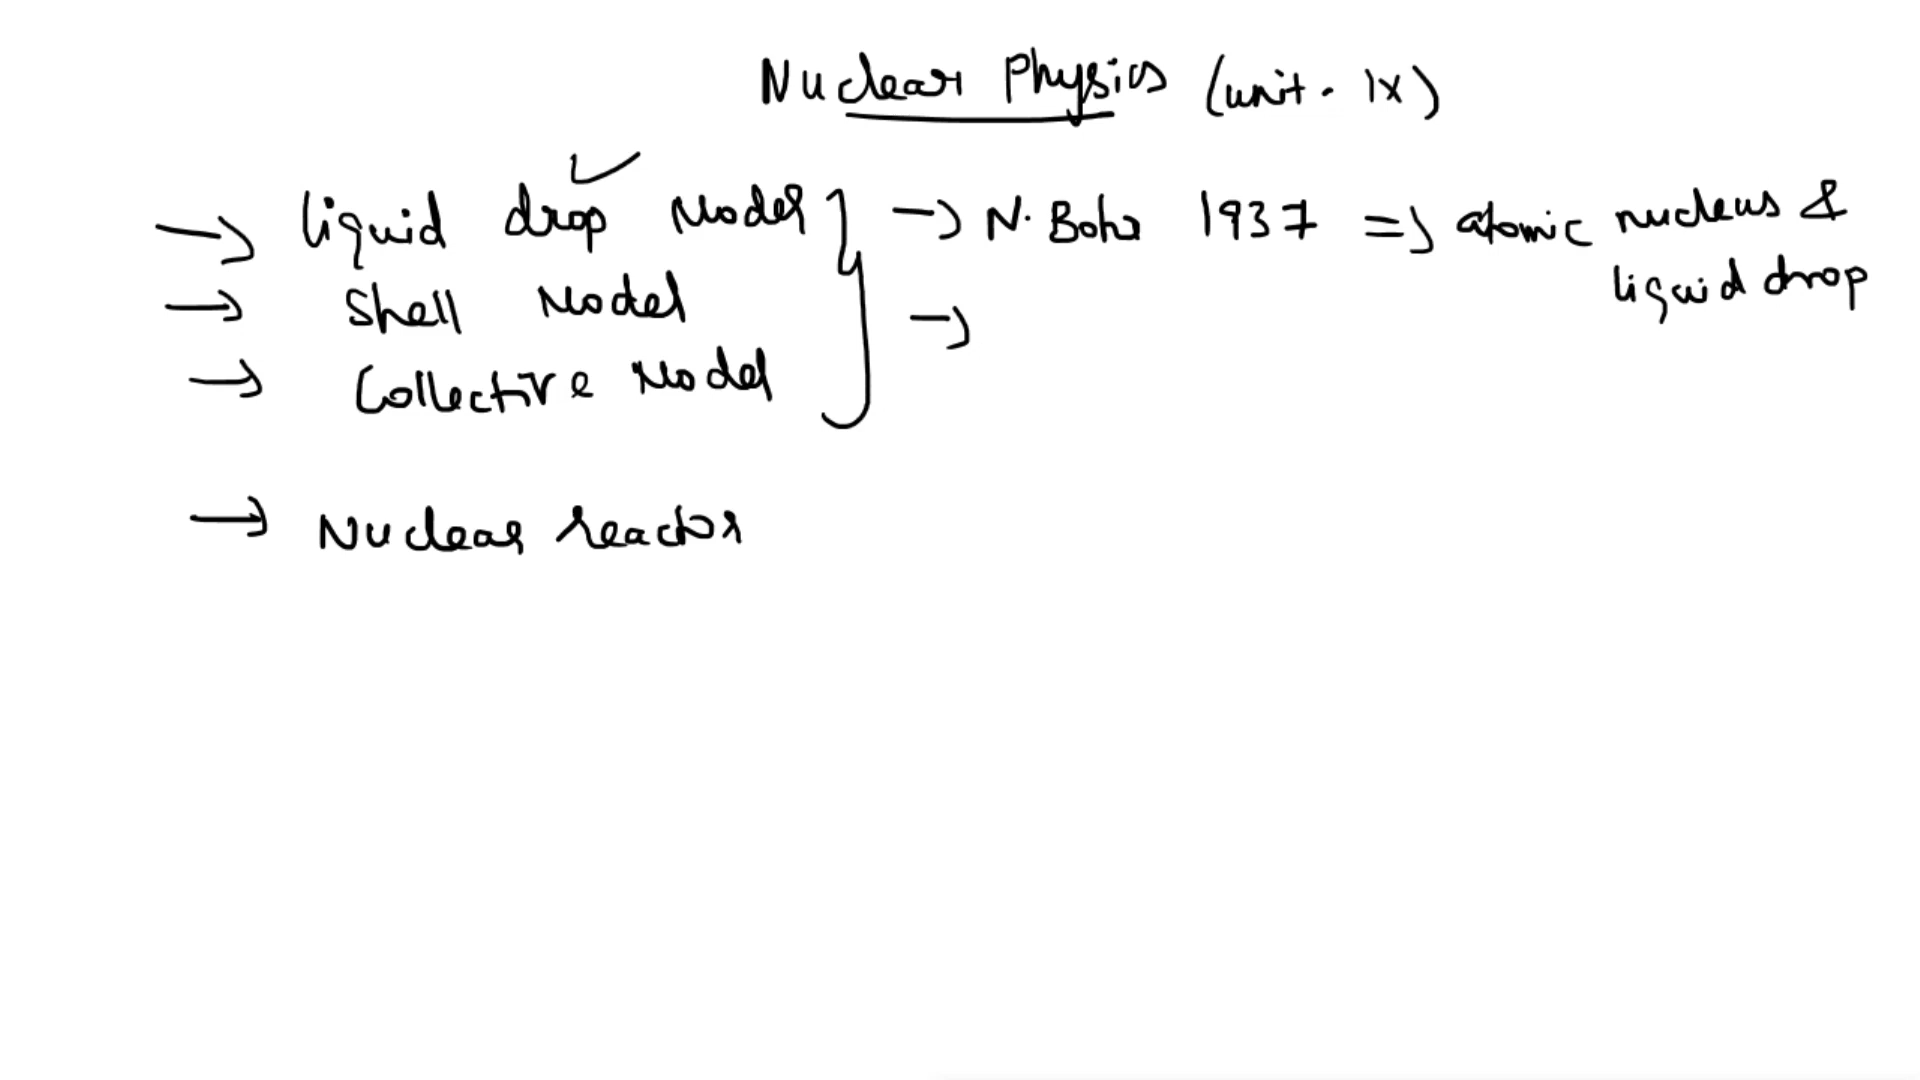 Nuclear Physics (unit. IX)
→ liquid drop Model } → N. Bohr 1937 ⇒ atomic nucleus &
liquid drop
→ Shell Model →
→ Collective Model
→ Nuclear reactor